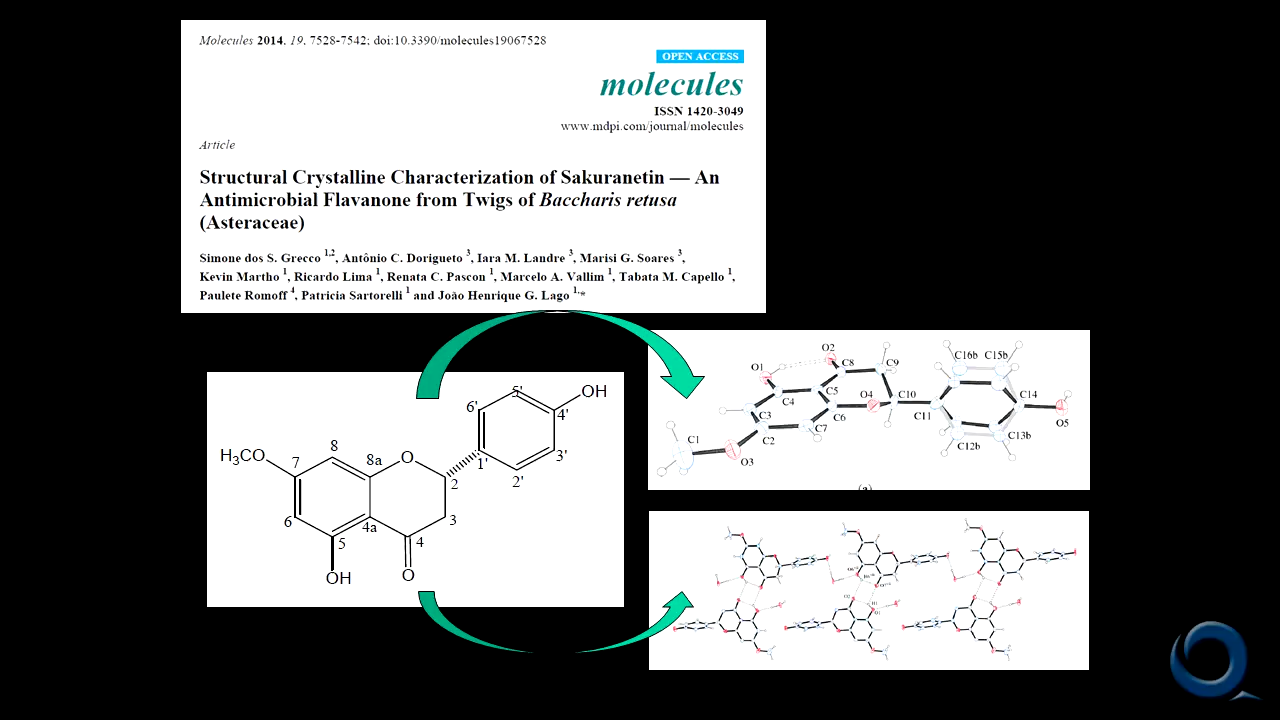 Molecules 2014, 19, 7528-7542; doi:10.3390/molecules19067528
OPEN ACCESS
molecules
ISSN 1420-3049
www.mdpi.com/journal/molecules
Article
Structural Crystalline Characterization of Sakuranetin — An
Antimicrobial Flavanone from Twigs of Baccharis retusa
(Asteraceae)
Simone dos S. Grecco 1,2, Antônio C. Dorigueto 3, Iara M. Landre 3, Marisi G. Soares 3,
Kevin Martho 1, Ricardo Lima 1, Renata C. Pascon 1, Marcelo A. Vallim 1, Tabata M. Capello 1,
Paulete Romoff 4, Patricia Sartorelli 1 and João Henrique G. Lago 1,*
5'
OH
6'
4'
8
H3CO
7
8a
O
1'
3'
2
2'
6
4a
3
5
4
OH
O
O2
C16b
C15b
O1
C8
C9
C5
O4
C10
C14
C4
C3
C6
C11
O5
C1
C2
C7
C12b
C13b
O3
(a)
O2
H1
O1